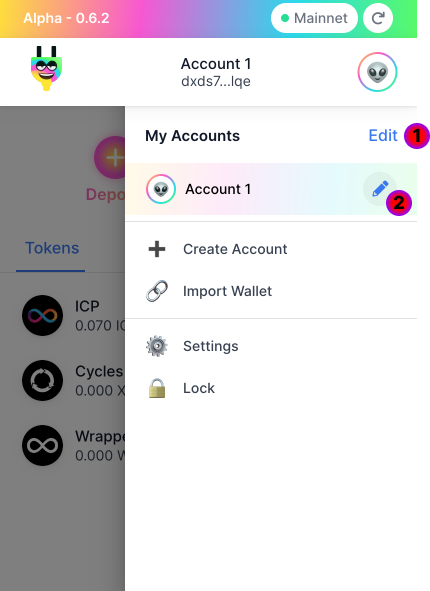 Alpha - 0.6.2
Mainnet
Account 1
dxds7...lqe
My Accounts
Edit
1
Account 1
2
Create Account
Import Wallet
Settings
Lock
Depo
Tokens
ICP
0.070 IC
Cycles
0.000 X
Wrappe
0.000 W